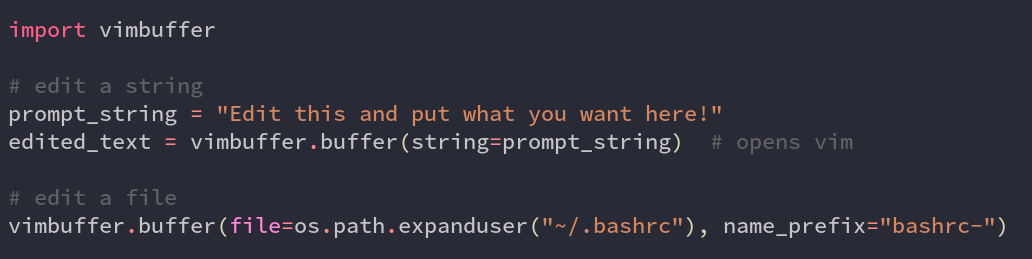 import vimbuffer
# edit a string
prompt_string = "Edit this and put what you want here!"
edited_text = vimbuffer.buffer(string=prompt_string)  # opens vim
# edit a file
vimbuffer.buffer(file=os.path.expanduser("~/.bashrc"), name_prefix="bashrc-")